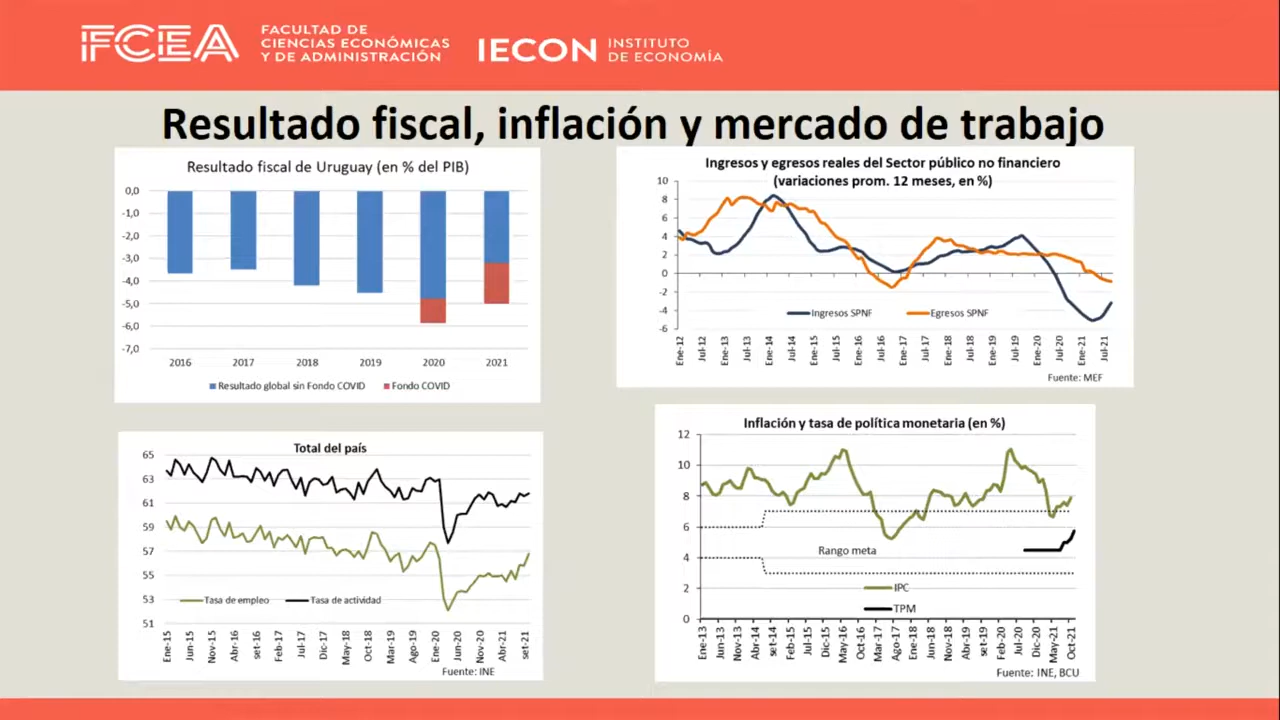 FCEA
FACULTAD DE
CIENCIAS ECONÓMICAS
Y DE ADMINISTRACIÓN
IECON
INSTITUTO
DE ECONOMÍA
Resultado fiscal, inflación y mercado de trabajo
Resultado fiscal de Uruguay (en % del PIB)
0,0
-1,0
-2,0
-3,0
-4,0
-5,0
-6,0
-7,0
2016 2017 2018 2019 2020 2021
Resultado global sin Fondo COVID Fondo COVID
Ingresos y egresos reales del Sector público no financiero
(variaciones prom. 12 meses, en %)
10
8
6
4
2
0
-2
-4
-6
Ingresos SPNF Egresos SPNF
Ene-12 Jul-12 Ene-13 Jul-13 Ene-14 Jul-14 Ene-15 Jul-15 Ene-16 Jul-16 Ene-17 Jul-17 Ene-18 Jul-18 Ene-19 Jul-19 Ene-20 Jul-20 Ene-21 Jul-21
Fuente: MEF
Total del país
65
63
61
59
57
55
53
51
Tasa de empleo Tasa de actividad
Ene-15 Jun-15 Nov-15 Abr-16 set-16 Feb-17 Jul-17 Dic-17 May-18 Oct-18 Mar-19 Ago-19 Ene-20 Jun-20 Nov-20 Abr-21 set-21
Fuente: INE
Inflación y tasa de política monetaria (en %)
12
10
8
6
4
2
0
Rango meta
IPC
TPM
Ene-13 Jun-13 Nov-13 Abr-14 set-14 Feb-15 Jul-15 Dic-15 May-16 Oct-16 Mar-17 Ago-17 Ene-18 Jun-18 Nov-18 Abr-19 set-19 Feb-20 Jul-20 Dic-20 May-21 Oct-21
Fuente: INE, BCU